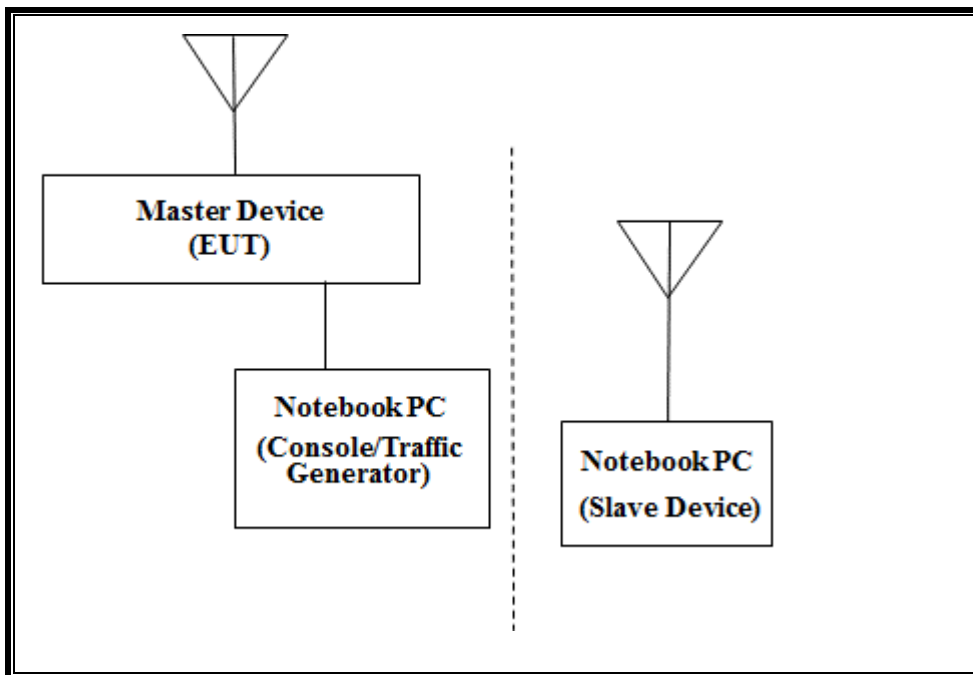 Master Device
(EUT)
Notebook PC
(Console/Traffic
Generator)
Notebook PC
(Slave Device)